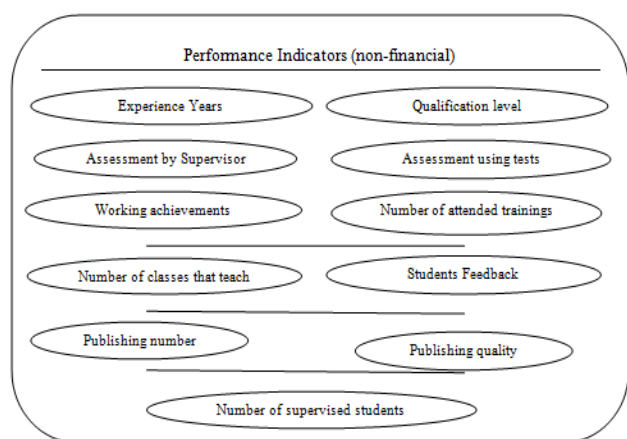 Performance Indicators (non-financial)
Experience Years
Qualification level
Assessment by Supervisor
Assessment using tests
Working achievements
Number of attended trainings
Number of classes that teach
Students Feedback
Publishing number
Publishing quality
Number of supervised students